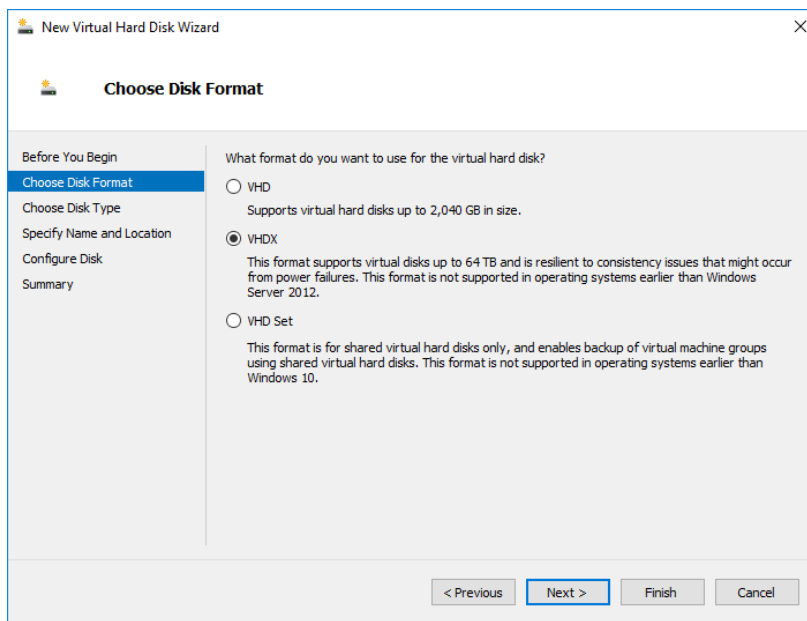 New Virtual Hard Disk Wizard
Choose Disk Format
Before You Begin
Choose Disk Format
Choose Disk Type
Specify Name and Location
Configure Disk
Summary
What format do you want to use for the virtual hard disk?
VHD
Supports virtual hard disks up to 2,040 GB in size.
VHDX
This format supports virtual disks up to 64 TB and is resilient to consistency issues that might occur
from power failures. This format is not supported in operating systems earlier than Windows
Server 2012.
VHD Set
This format is for shared virtual hard disks only, and enables backup of virtual machine groups
using shared virtual hard disks. This format is not supported in operating systems earlier than
Windows 10.
< Previous
Next >
Finish
Cancel